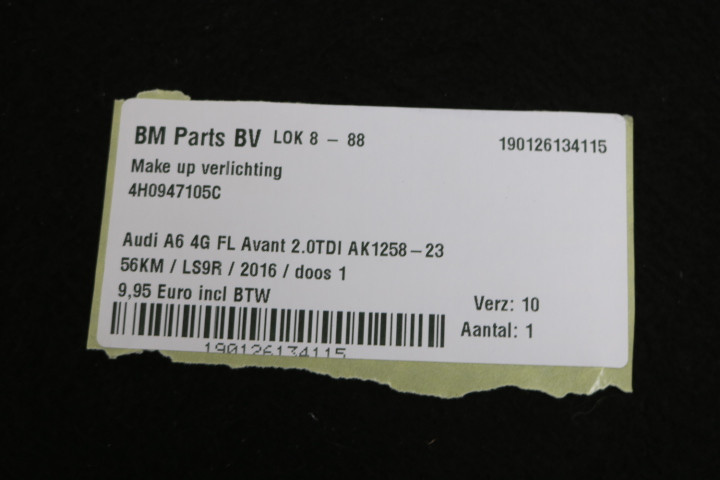 BM Parts BV LOK 8 - 88 190126134115
Make up verlichting
4H0947105C
Audi A6 4G FL Avant 2.0TDI AK1258-23
56KM / LS9R / 2016 / doos 1
9,95 Euro incl BTW
Verz: 10
Aantal: 1
190126134115